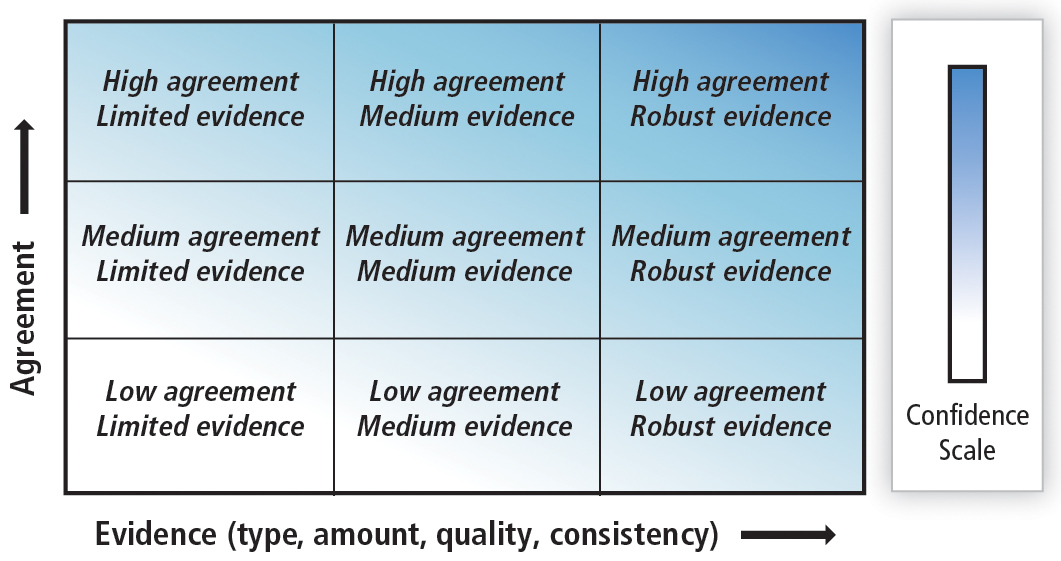 High agreement
Limited evidence
High agreement
Medium evidence
High agreement
Robust evidence
Medium agreement
Limited evidence
Medium agreement
Medium evidence
Medium agreement
Robust evidence
Low agreement
Limited evidence
Low agreement
Medium evidence
Low agreement
Robust evidence
Agreement
Evidence (type, amount, quality, consistency)
Confidence
Scale